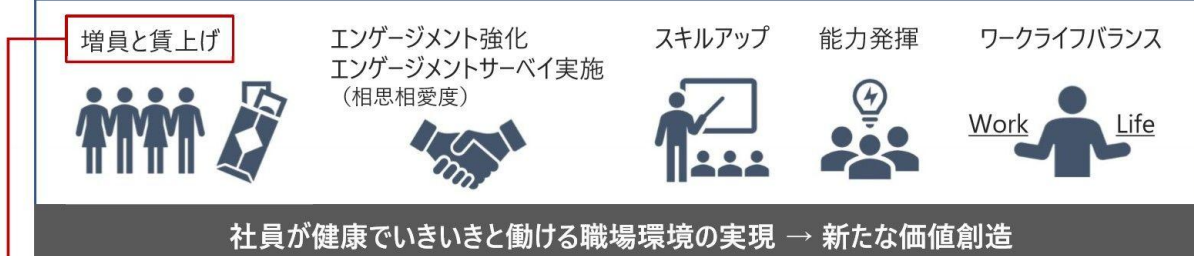 増員と賃上げ
エンゲージメント強化
エンゲージメントサーベイ実施
（相思相愛度）
スキルアップ
能力発揮
ワークライフバランス
Work
Life
社員が健康でいきいきと働ける職場環境の実現 → 新たな価値創造